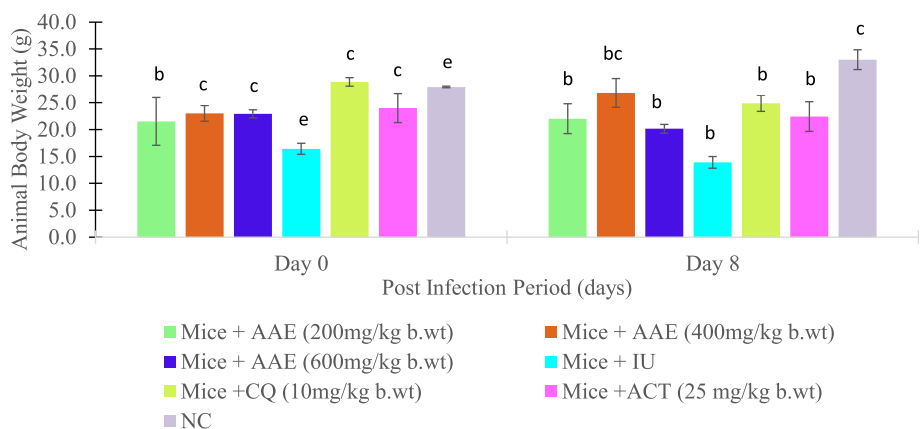 Animal Body Weight (g)
40.0
35.0
30.0
25.0
20.0
15.0
10.0
5.0
0.0
b c c e c c e
b bc b b b b c
Day 0 Day 8
Post Infection Period (days)
Mice + AAE (200mg/kg b.wt) Mice + AAE (400mg/kg b.wt)
Mice + AAE (600mg/kg b.wt) Mice + IU
Mice +CQ (10mg/kg b.wt) Mice +ACT (25 mg/kg b.wt)
NC